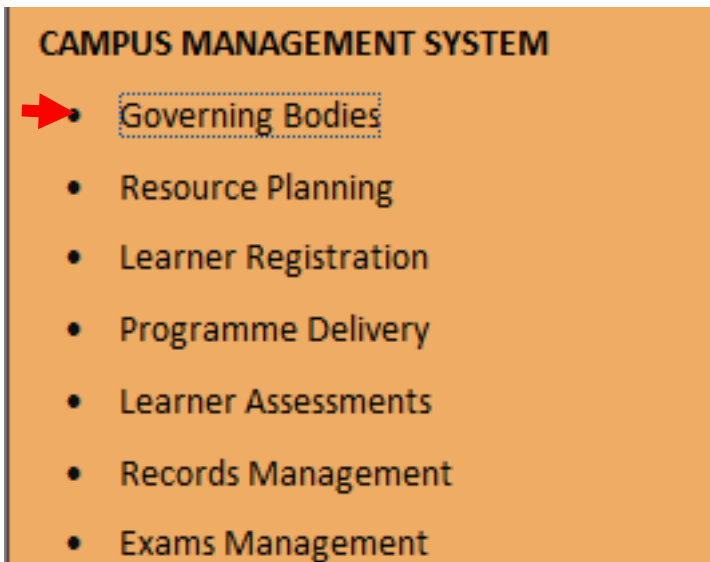 CAMPUS MANAGEMENT SYSTEM
• Governing Bodies
• Resource Planning
• Learner Registration
• Programme Delivery
• Learner Assessments
• Records Management
• Exams Management